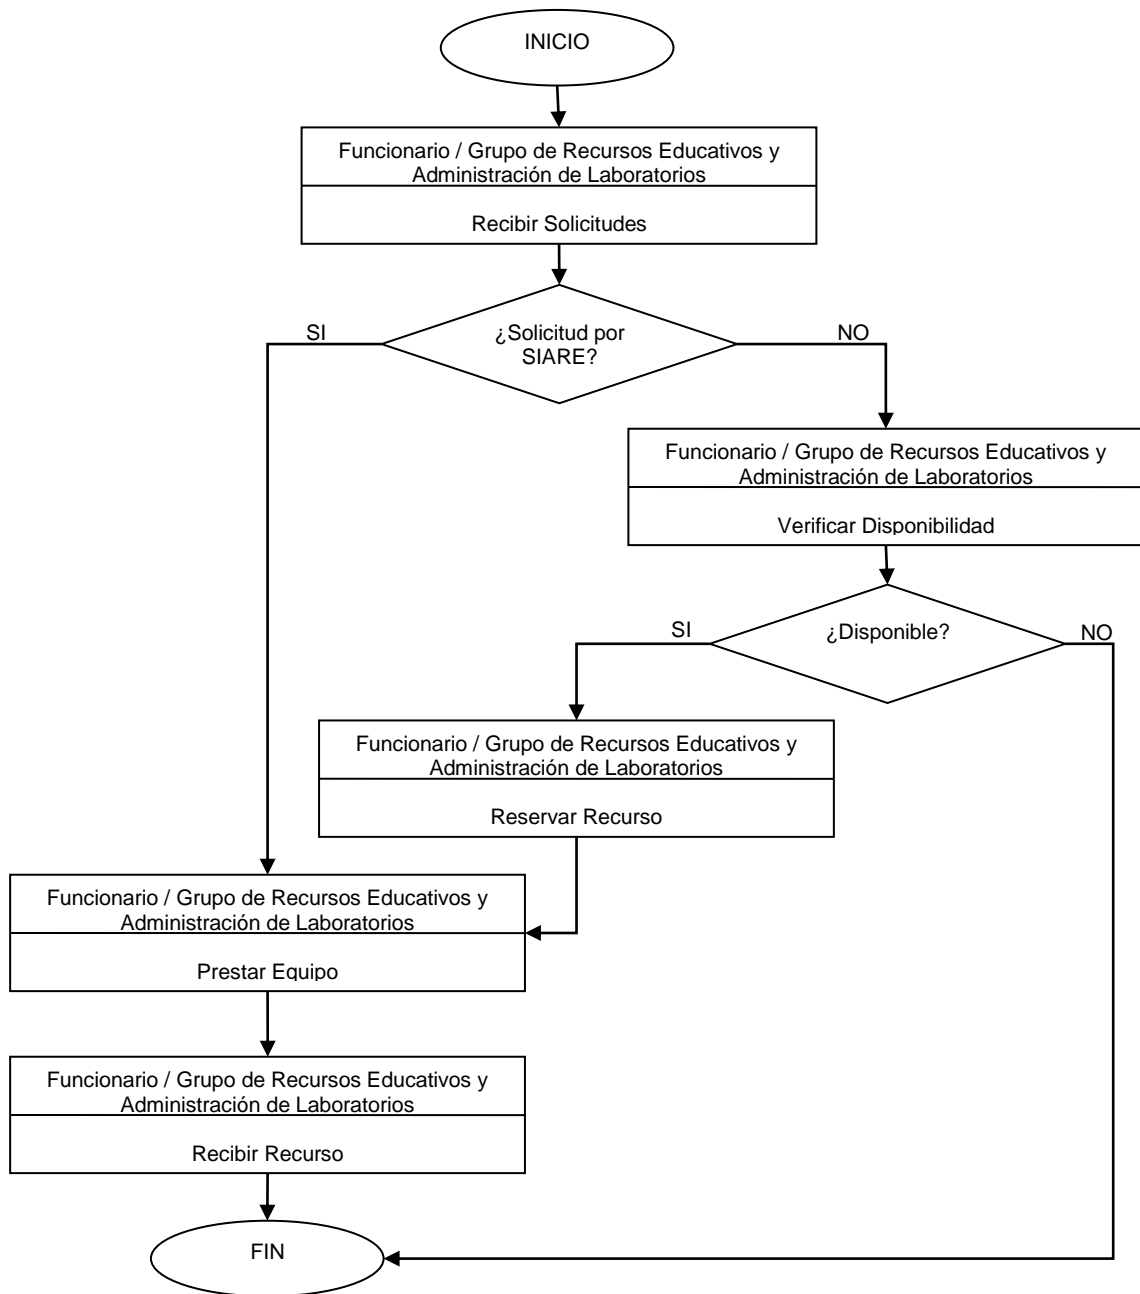 INICIO
Funcionario / Grupo de Recursos Educativos y
Administración de Laboratorios
Recibir Solicitudes
¿Solicitud por
SIARE?
SI
NO
Funcionario / Grupo de Recursos Educativos y
Administración de Laboratorios
Verificar Disponibilidad
¿Disponible?
SI
NO
Funcionario / Grupo de Recursos Educativos y
Administración de Laboratorios
Reservar Recurso
Funcionario / Grupo de Recursos Educativos y
Administración de Laboratorios
Prestar Equipo
Funcionario / Grupo de Recursos Educativos y
Administración de Laboratorios
Recibir Recurso
FIN